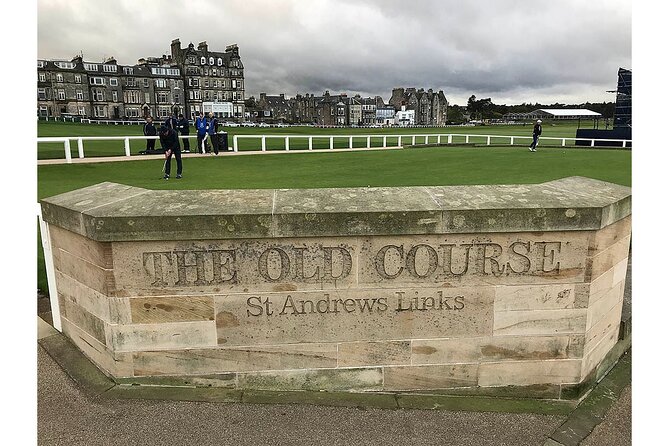 THE OLD COURSE
St Andrews Links